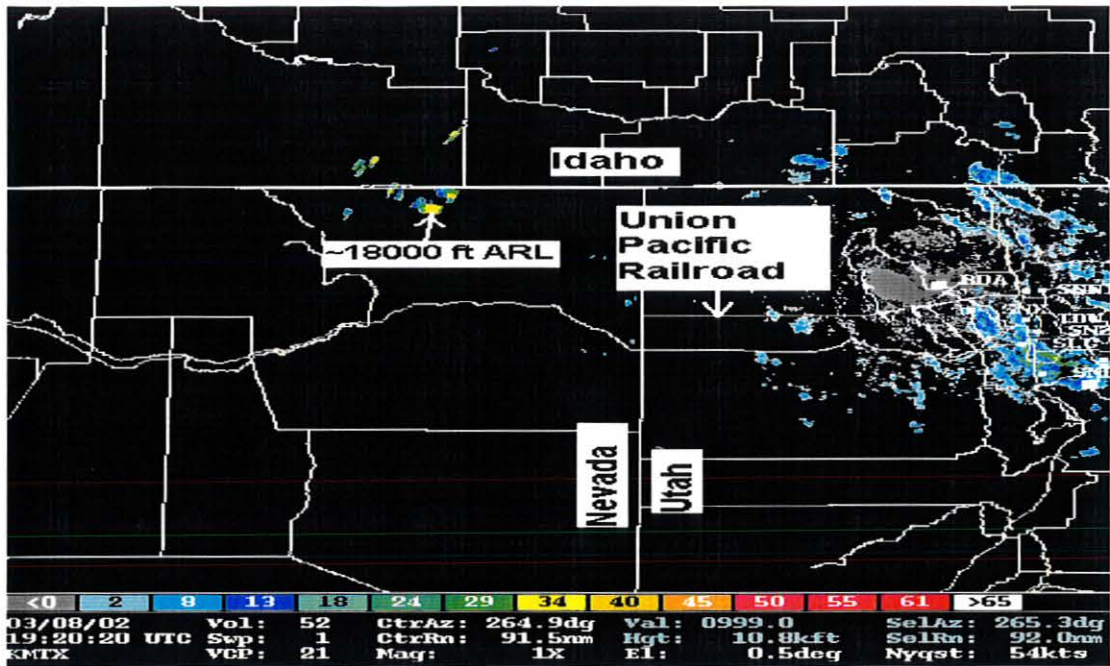 Idaho
Union
Pacific
Railroad
~18000 ft ARL
RDA
SLC
Nevada
Utah
<0 2 8 13 18 24 29 34 40 45 50 55 61 >65
03/08/02 Vol: 52 CtrAz: 264.9dg Val: 0999.0 SelAz: 265.3dg
19:20:20 UTC Swp: 1 CtrRn: 91.5nm Hgt: 10.8kft SelRn: 92.0nm
KMTX VCP: 21 Mag: 1X El: 0.5deg Nyqst: 54kts